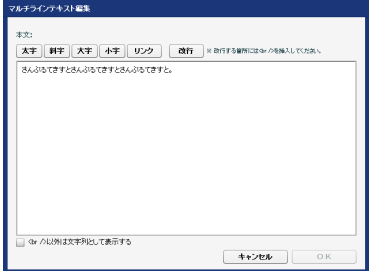 マルチラインテキスト編集
本文:
太字 斜字 大字 小字 リンク 改行 ※ 改行する箇所には<br />を挿入してください。
さんぷるてきすとさんぷるてきすとさんぷるてきすと。
<br />以外は文字列として表示する
キャンセル OK